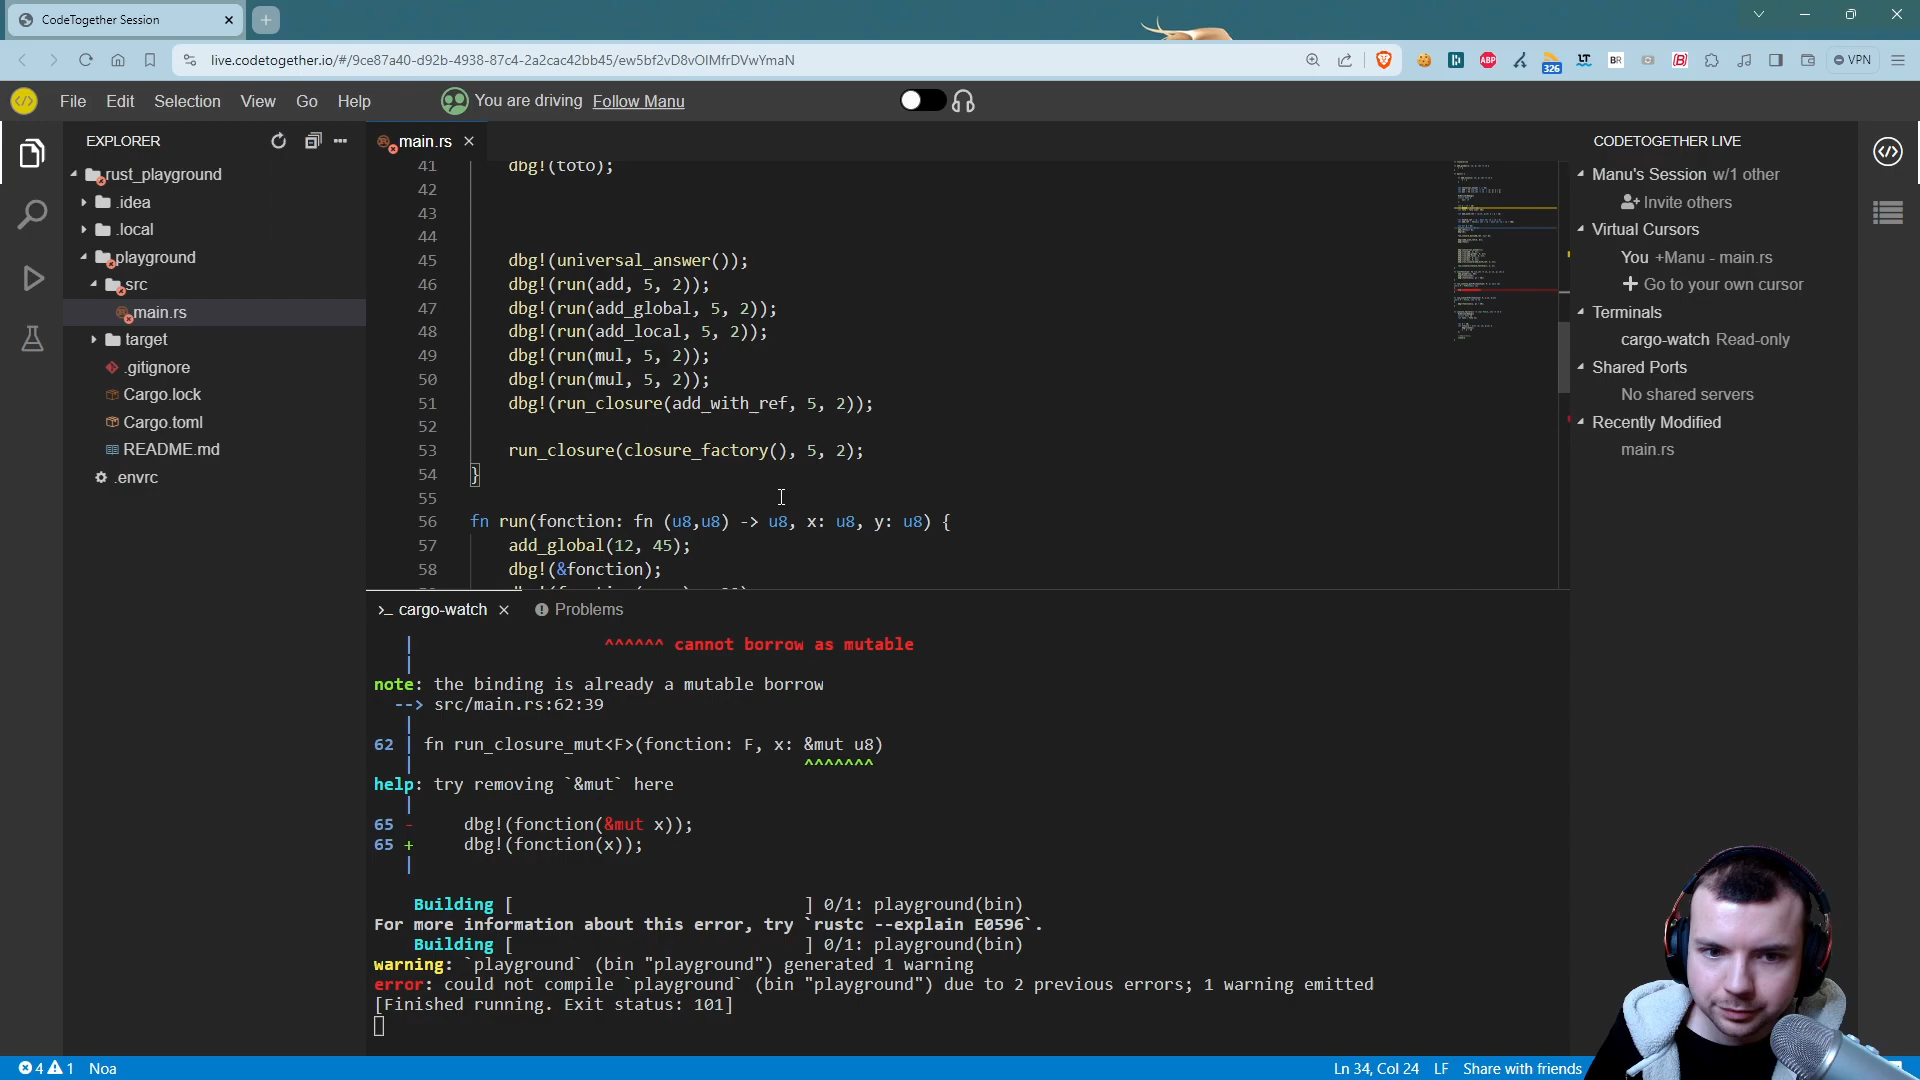 CodeTogether Session
live.codetogether.io/#/9ce87a40-d92b-4938-87c4-2a2cac42bb45/ew5bf2vD8vOIMfrDVwYmaN
326
VPN
File Edit Selection View Go Help
You are driving Follow Manu
EXPLORER
rust_playground
.idea
.local
playground
src
main.rs
target
.gitignore
Cargo.lock
Cargo.toml
README.md
.envrc
main.rs
41 dbg!(toto);
42
43
44
45 dbg!(universal_answer());
46 dbg!(run(add, 5, 2));
47 dbg!(run(add_global, 5, 2));
48 dbg!(run(add_local, 5, 2));
49 dbg!(run(mul, 5, 2));
50 dbg!(run(mul, 5, 2));
51 dbg!(run_closure(add_with_ref, 5, 2));
52
53 run_closure(closure_factory(), 5, 2);
54 }
55
56 fn run(fonction: fn (u8,u8) -> u8, x: u8, y: u8) {
57 add_global(12, 45);
58 dbg!(&fonction);
cargo-watch Problems
^^^^^^ cannot borrow as mutable
note: the binding is already a mutable borrow
--> src/main.rs:62:39
62 | fn run_closure_mut<F>(fonction: F, x: &mut u8)
^^^^^^^
help: try removing `&mut` here
65 - dbg!(fonction(&mut x));
65 + dbg!(fonction(x));
Building [ ] 0/1: playground(bin)
For more information about this error, try `rustc --explain E0596`.
Building [ ] 0/1: playground(bin)
warning: `playground` (bin "playground") generated 1 warning
error: could not compile `playground` (bin "playground") due to 2 previous errors; 1 warning emitted
[Finished running. Exit status: 101]
CODETOGETHER LIVE
Manu's Session w/1 other
Invite others
Virtual Cursors
You +Manu - main.rs
Go to your own cursor
Terminals
cargo-watch Read-only
Shared Ports
No shared servers
Recently Modified
main.rs
4 1 Noa
Ln 34, Col 24 LF Share with friends